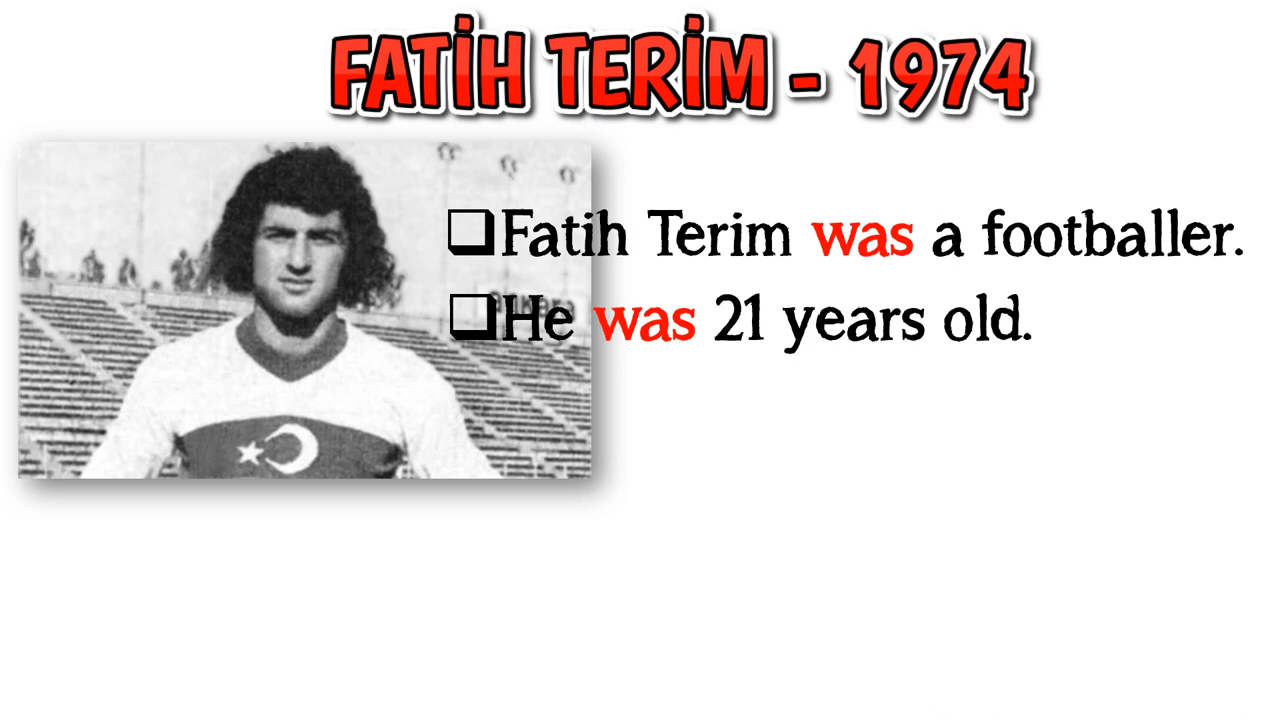 FATİH TERİM - 1974
❑Fatih Terim was a footballer.
❑He was 21 years old.